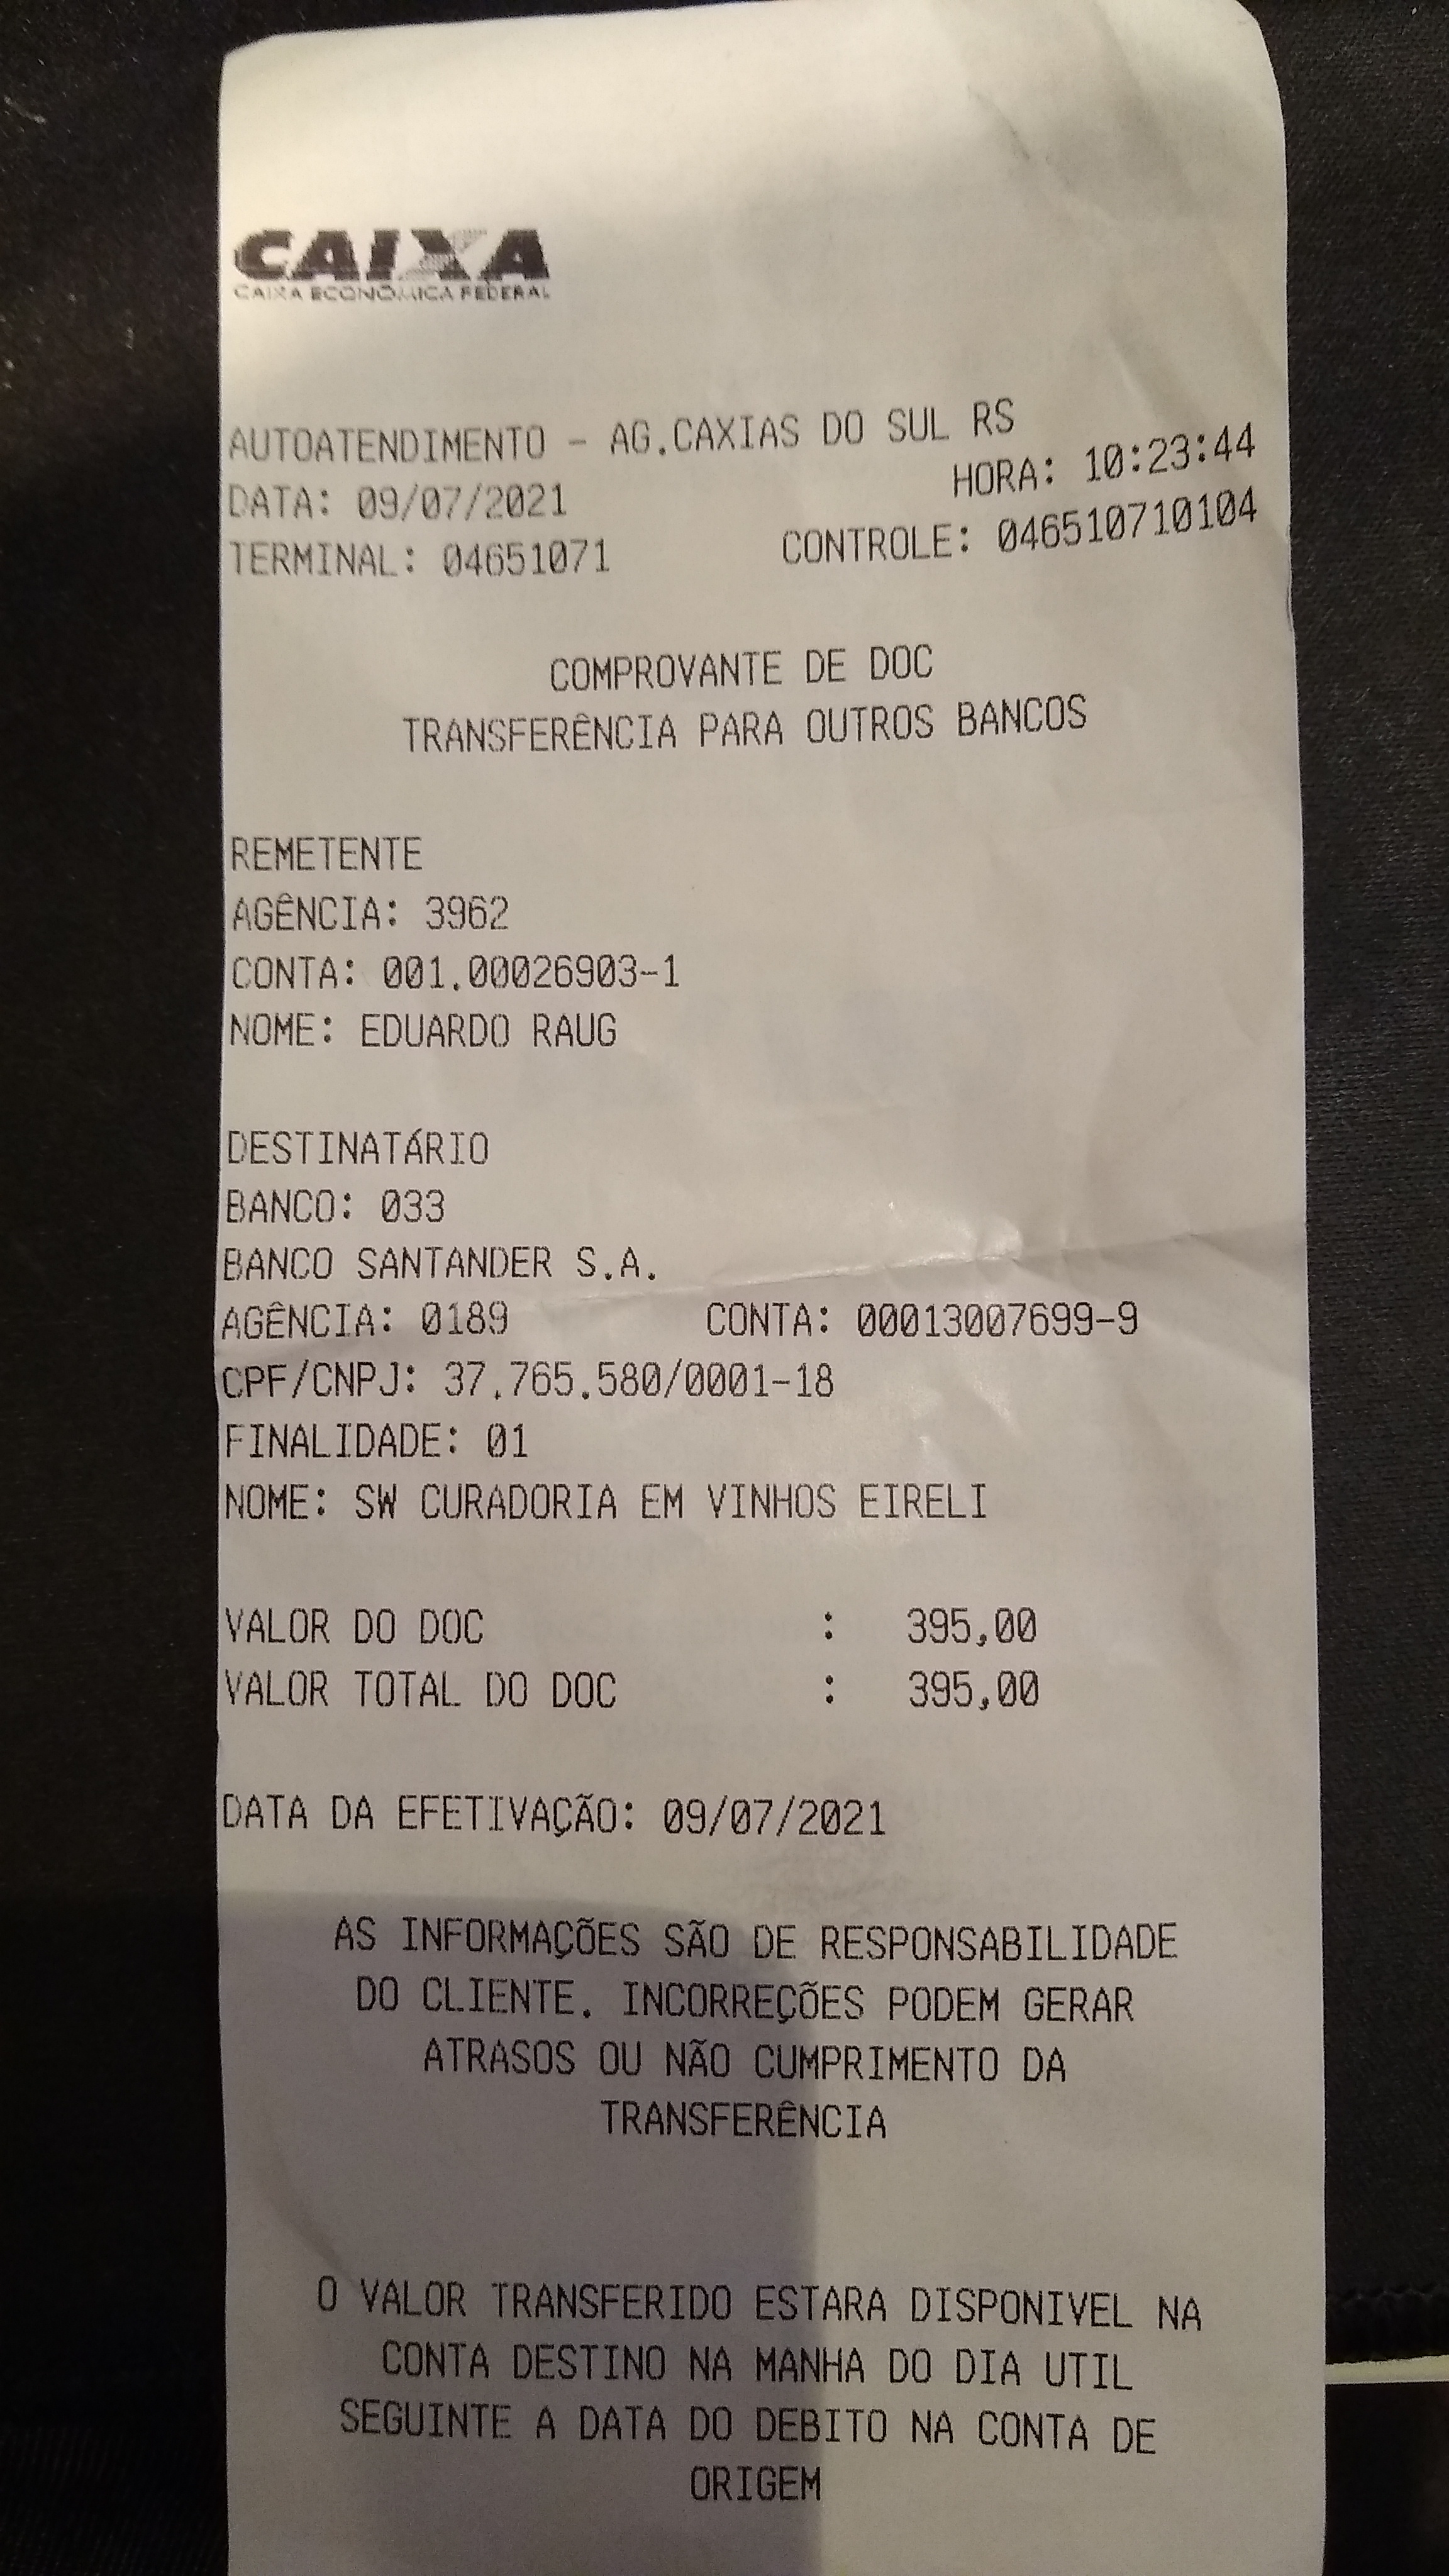 CAIXA
CAIXA ECONÔMICA FEDERAL
AUTOATENDIMENTO - AG.CAXIAS DO SUL RS
DATA: 09/07/2021 HORA: 10:23:44
TERMINAL: 04651071 CONTROLE: 046510710104
COMPROVANTE DE DOC
TRANSFERÊNCIA PARA OUTROS BANCOS
REMETENTE
AGÊNCIA: 3962
CONTA: 001.00026903-1
NOME: EDUARDO RAUG
DESTINATÁRIO
BANCO: 033
BANCO SANTANDER S.A.
AGÊNCIA: 0189 CONTA: 00013007699-9
CPF/CNPJ: 37.765.580/0001-18
FINALIDADE: 01
NOME: SW CURADORIA EM VINHOS EIRELI
VALOR DO DOC : 395,00
VALOR TOTAL DO DOC : 395,00
DATA DA EFETIVAÇÃO: 09/07/2021
AS INFORMAÇÕES SÃO DE RESPONSABILIDADE
DO CLIENTE. INCORREÇÕES PODEM GERAR
ATRASOS OU NÃO CUMPRIMENTO DA
TRANSFERÊNCIA
O VALOR TRANSFERIDO ESTARA DISPONIVEL NA
CONTA DESTINO NA MANHA DO DIA UTIL
SEGUINTE A DATA DO DEBITO NA CONTA DE
ORIGEM